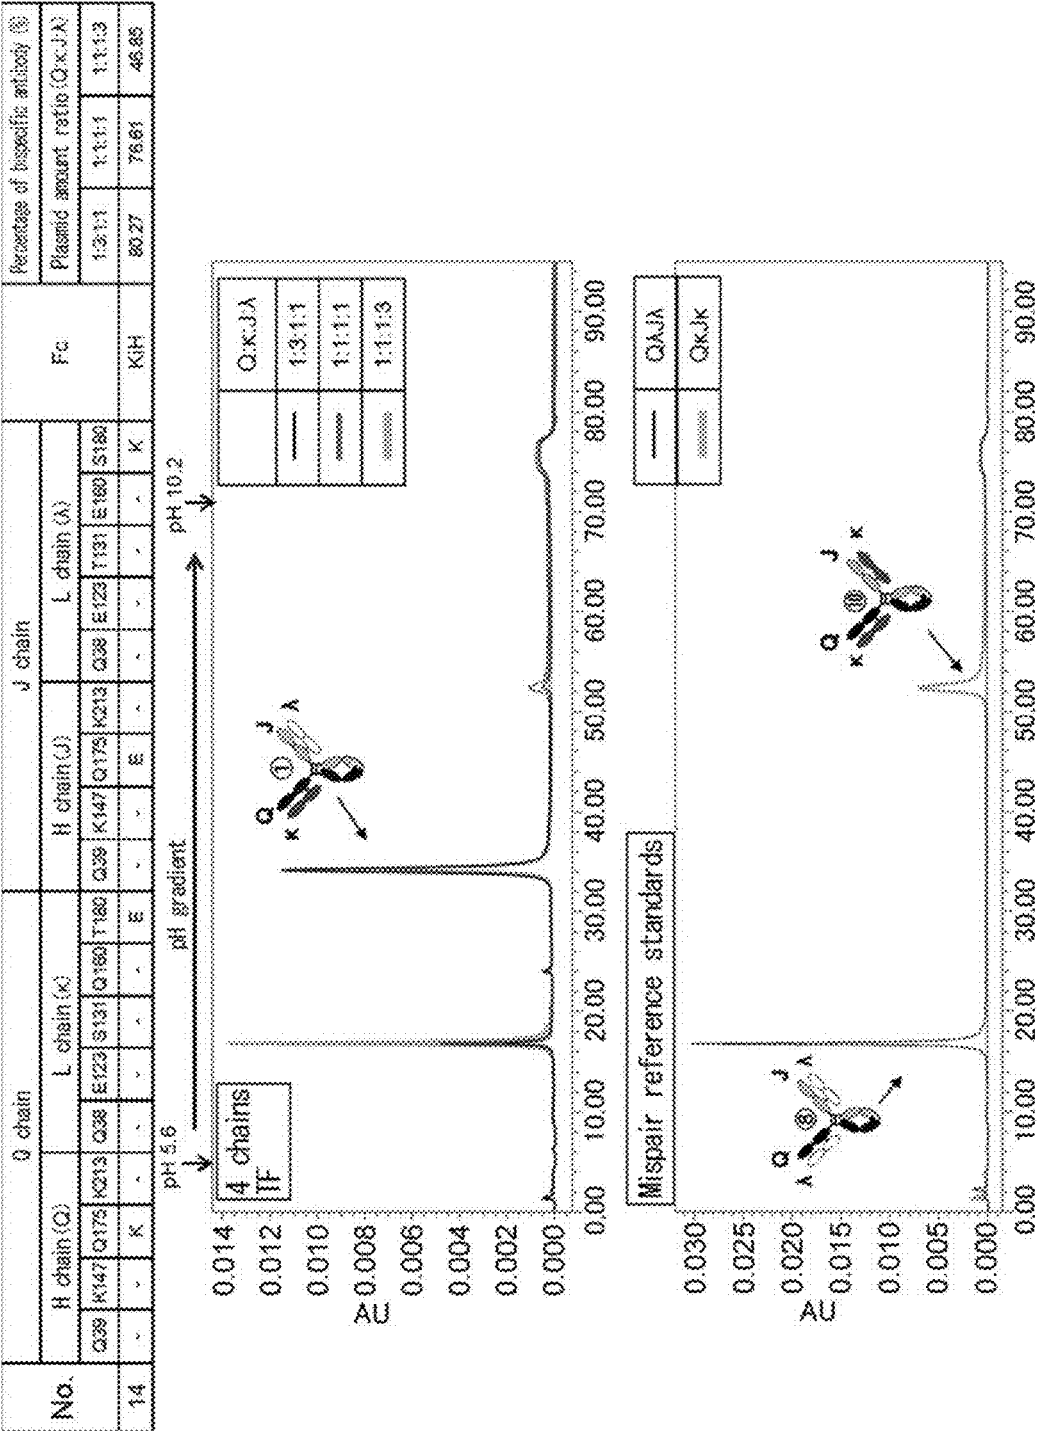 No. Q chain J chain Fc Percentage of bispecific antibody (%)
H chain (Q) L chain (κ) H chain (J) L chain (λ) Plasmid amount ratio (Q:κ:J:λ)
Q39 K147 Q175 K213 Q38 E123 S131 Q160 T180 Q39 K147 Q175 K213 Q38 E123 T131 E160 S180 1:3:1:1 1:1:1:1 1:1:1:3
14 - - K - - - - - E - - E - - - - - K KiH 80.27 76.61 46.85
pH 5.6 pH gradient pH 10.2
4 chains
TF
Q:κ:J:λ
1:3:1:1
1:1:1:1
1:1:1:3
Q J
①
κ λ
0.014
0.012
0.010
0.008
0.006
0.004
0.002
0.000
AU
0.00 10.00 20.00 30.00 40.00 50.00 60.00 70.00 80.00 90.00
Mispair reference standards
QλJλ
QκJκ
Q J
⑧
λ λ
Q J
⑩
κ κ
0.030
0.025
0.020
0.015
0.010
0.005
0.000
AU
0.00 10.00 20.00 30.00 40.00 50.00 60.00 70.00 80.00 90.00